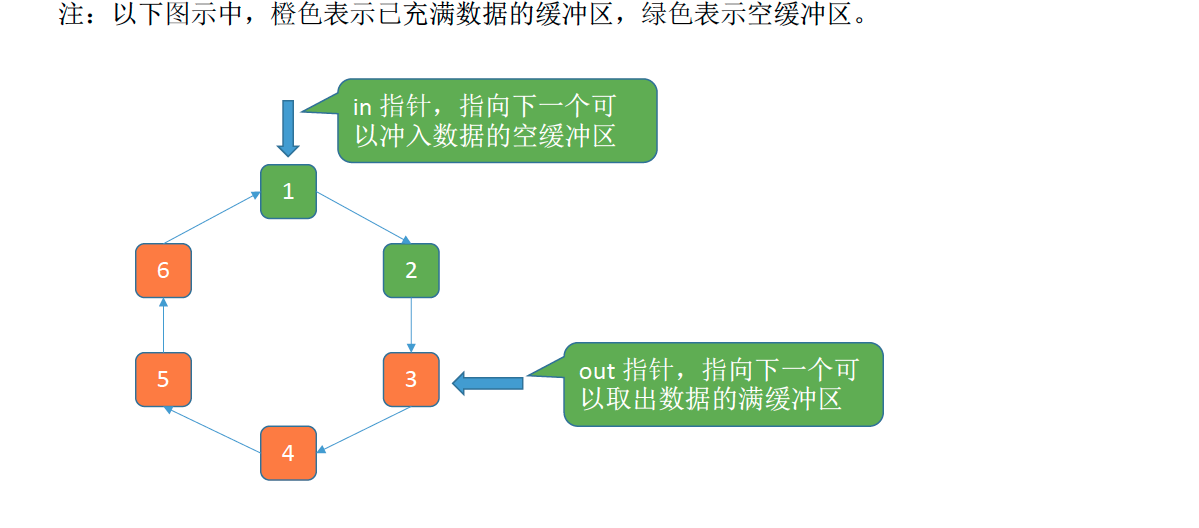 注：以下图示中，橙色表示已充满数据的缓冲区，绿色表示空缓冲区。
in 指针，指向下一个可
以冲入数据的空缓冲区
1
6
2
5
3
out 指针，指向下一个可
以取出数据的满缓冲区
4